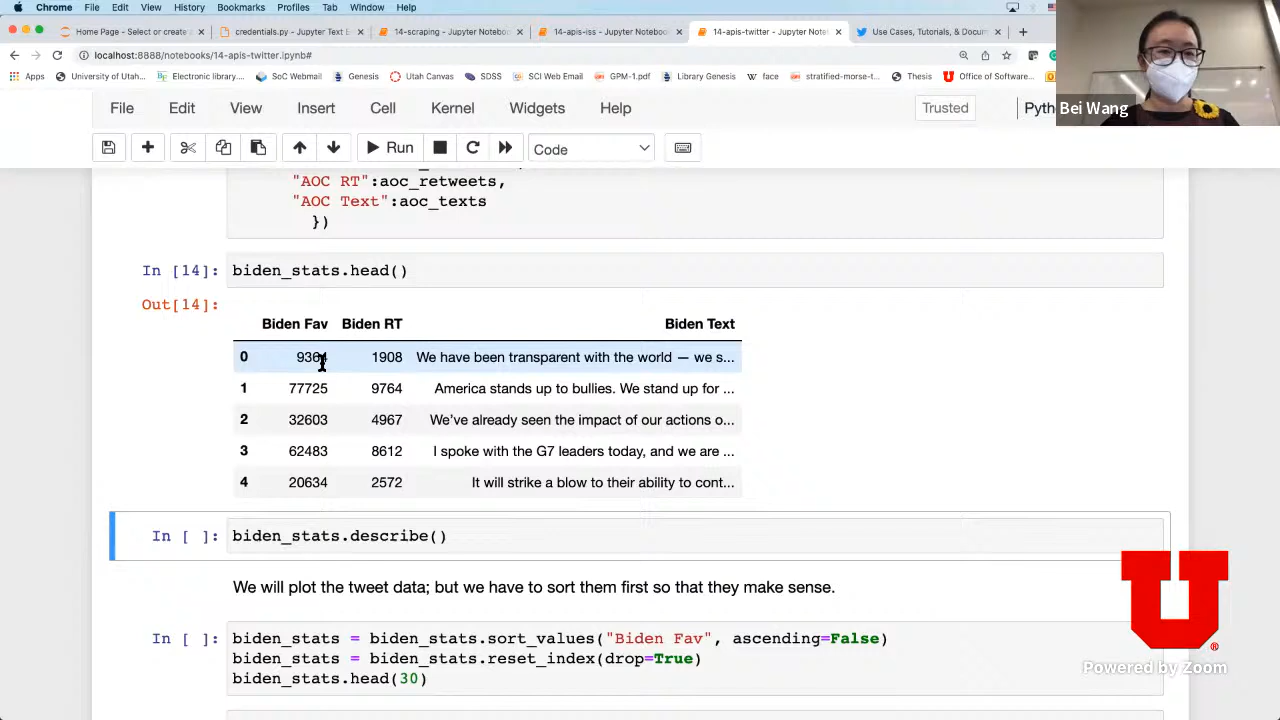 Chrome File Edit View History Bookmarks Profiles Tab Window Help
Home Page - Select or create a
credentials.py - Jupyter Text E
14-scraping - Jupyter Notebook
14-apis-iss - Jupyter Notebook
14-apis-twitter - Jupyter Note
Use Cases, Tutorials, & Docum
localhost:8888/notebooks/14-apis-twitter.ipynb#
Apps University of Utah... Electronic library... SoC Webmail Genesis Utah Canvas SDSS SCI Web Email GPM-1.pdf Library Genesis face stratified-morse-t... Thesis Office of Software...
File Edit View Insert Cell Kernel Widgets Help Trusted Pyth
Run Code
Bei Wang
"AOC RT":aoc_retweets,
"AOC Text":aoc_texts
})
In [14]: biden_stats.head()
Out[14]:
Biden Fav Biden RT Biden Text
0 9364 1908 We have been transparent with the world — we s...
1 77725 9764 America stands up to bullies. We stand up for ...
2 32603 4967 We've already seen the impact of our actions o...
3 62483 8612 I spoke with the G7 leaders today, and we are ...
4 20634 2572 It will strike a blow to their ability to cont...
In [ ]: biden_stats.describe()
We will plot the tweet data; but we have to sort them first so that they make sense.
In [ ]: biden_stats = biden_stats.sort_values("Biden Fav", ascending=False)
biden_stats = biden_stats.reset_index(drop=True)
biden_stats.head(30)
U
®
Powered by Zoom